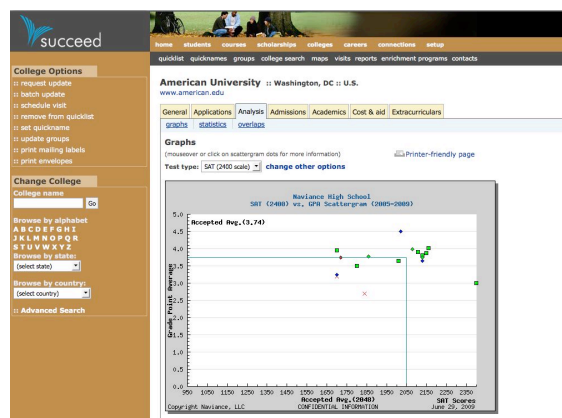 succeed
home students courses scholarships colleges careers connections setup
quicklist quicknames groups college search maps visits reports enrichment programs contacts
College Options
:: request update
:: batch update
:: schedule visit
:: remove from quicklist
:: set quickname
:: update groups
:: print mailing labels
:: print envelopes
Change College
College name
Go
Browse by alphabet
A B C D E F G H I
J K L M N O P Q R
S T U V W X Y Z
Browse by state:
(select state)
Browse by country:
(select country)
:: Advanced Search
American University :: Washington, DC :: U.S.
www.american.edu
General Applications Analysis Admissions Academics Cost & aid Extracurriculars
graphs statistics overlaps
Graphs
(mouseover or click on scattergram dots for more information)
Printer-friendly page
Test type: SAT (2400 scale) change other options
Naviance High School
SAT (2400) vs. GPA Scattergram (2005-2009)
Accepted Avg.(3.74)
Grade Point Average
5.0
4.5
4.0
3.5
3.0
2.5
2.0
1.5
1.0
0.5
0.0
950 1050 1150 1250 1350 1450 1550 1650 1750 1850 1950 2050 2150 2250 2350
Accepted Avg.(2040)
SAT Scores
Copyright Naviance, LLC
CONFIDENTIAL INFORMATION
June 29, 2009